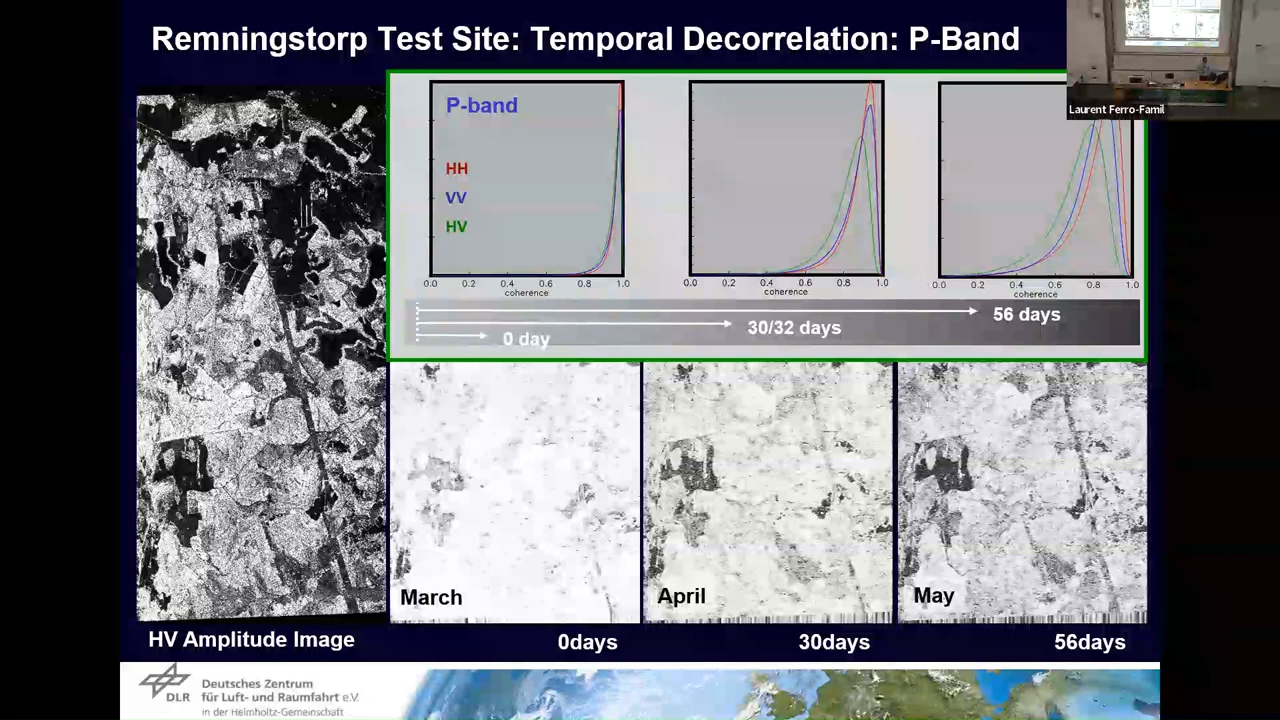 Remningstorp Test Site: Temporal Decorrelation: P-Band
Laurent Ferro-Famil
P-band
HH
VV
HV
0.0 0.2 0.4 0.6 0.8 1.0
coherence
0.0 0.2 0.4 0.6 0.8 1.0
coherence
0.0 0.2 0.4 0.6 0.8 1.0
coherence
56 days
30/32 days
0 day
March
April
May
HV Amplitude Image
0days
30days
56days
DLR
Deutsches Zentrum
für Luft- und Raumfahrt e.V.
in der Helmholtz-Gemeinschaft